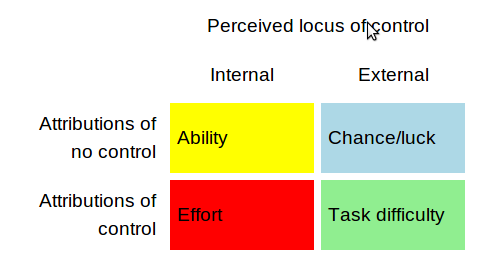 Perceived locus of control
Internal External
Attributions of
no control
Ability Chance/luck
Attributions of
control
Effort Task difficulty